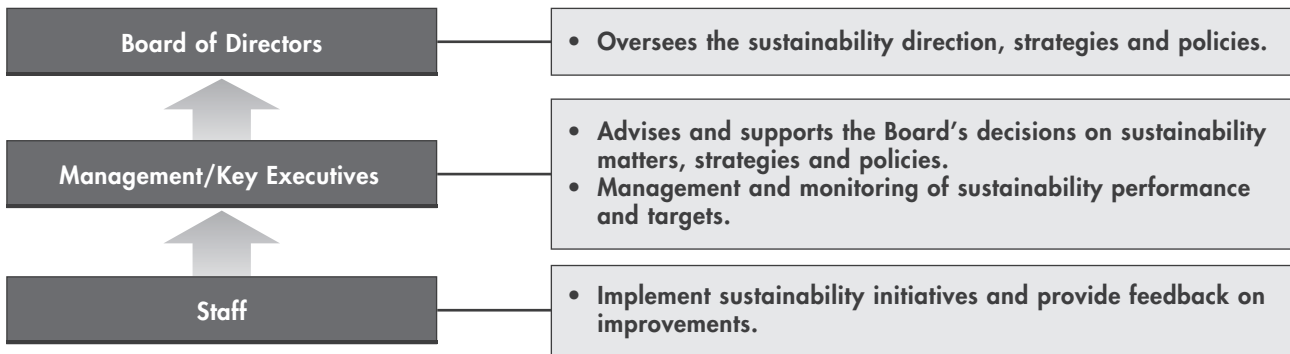 Board of Directors
• Oversees the sustainability direction, strategies and policies.
Management/Key Executives
• Advises and supports the Board's decisions on sustainability
matters, strategies and policies.
• Management and monitoring of sustainability performance
and targets.
Staff
• Implement sustainability initiatives and provide feedback on
improvements.